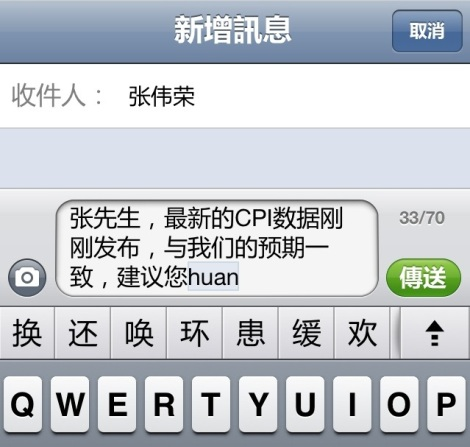 新增訊息
取消
收件人： 张伟荣
33/70
张先生，最新的CPI数据刚
刚发布，与我们的预期一
致，建议您huan
傳送
换 还 唤 环 患 缓 欢
Q W E R T Y U I O P